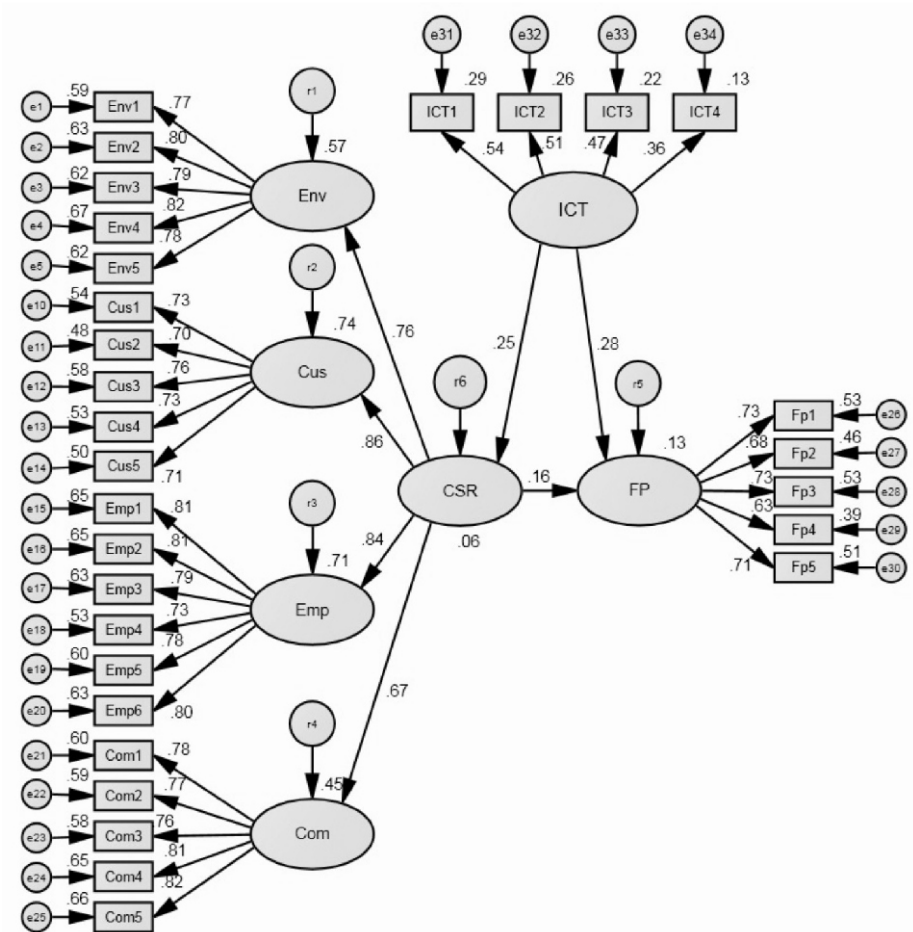 e31 e32 e33 e34
.29 .26 .22 .13
ICT1 ICT2 ICT3 ICT4
.54 .51 .47 .36
ICT
r1
.57
Env
e1 .59 Env1 .77
e2 .63 Env2 .80
e3 .62 Env3 .79
e4 .67 Env4 .82
e5 .62 Env5 .78
r2
.74
Cus
e10 .54 Cus1 .73
e11 .48 Cus2 .70
e12 .58 Cus3 .76
e13 .53 Cus4 .73
e14 .50 Cus5 .71
.76
.86
.84
.67
.25
.28
r6
CSR
.06
.16
r5
.13
FP
.73 Fp1 .53 e26
.68 Fp2 .46 e27
.73 Fp3 .53 e28
.63 Fp4 .39 e29
.71 Fp5 .51 e30
r3
.71
Emp
e15 .65 Emp1 .81
e16 .65 Emp2 .81
e17 .63 Emp3 .79
e18 .53 Emp4 .73
e19 .60 Emp5 .78
e20 .63 Emp6 .80
r4
.45
Com
e21 .60 Com1 .78
e22 .59 Com2 .77
e23 .58 Com3 .76
e24 .65 Com4 .81
e25 .66 Com5 .82